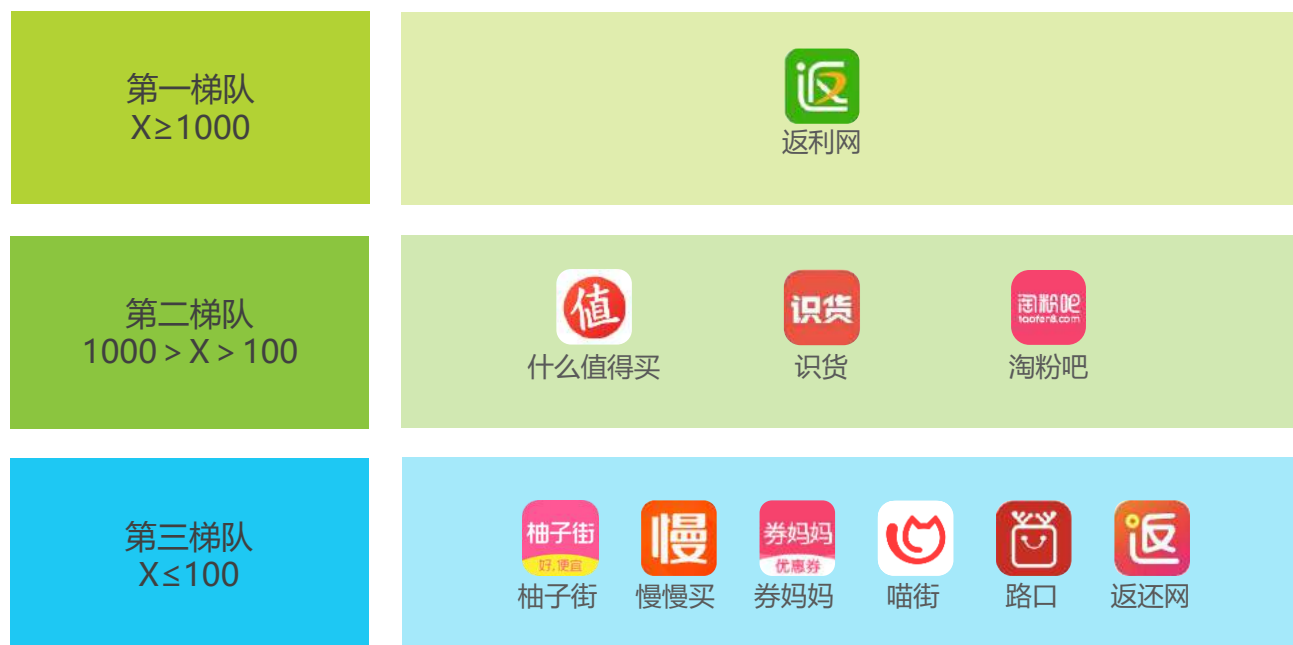 第一梯队
X≥1000
返
返利网
第二梯队
1000 > X > 100
值
什么值得买
识货
识货
淘粉吧
taofen8.com
淘粉吧
第三梯队
X≤100
柚子街
好.便宜
柚子街
慢
慢慢买
券妈妈
优惠券
券妈妈
喵街
路口
返
返还网